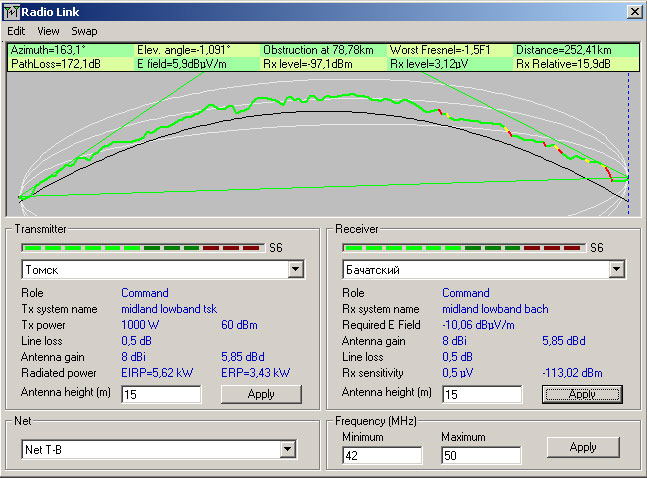 Radio Link
Edit View Swap
Azimuth=163,1° Elev. angle=-1,091° Obstruction at 78,78km Worst Fresnel=-1,5F1 Distance=252,41km
PathLoss=172,1dB E field=5,9dBµV/m Rx level=-97,1dBm Rx level=3,12µV Rx Relative=15,9dB
Transmitter
S6
Томск
Role Command
Tx system name midland lowband tsk
Tx power 1000 W 60 dBm
Line loss 0,5 dB
Antenna gain 8 dBi 5,85 dBd
Radiated power EIRP=5,62 kW ERP=3,43 kW
Antenna height (m) 15 Apply
Net
Net T-B
Receiver
S6
Бачатский
Role Command
Rx system name midland lowband bach
Required E Field -10,06 dBµV/m
Antenna gain 8 dBi 5,85 dBd
Line loss 0,5 dB
Rx sensitivity 0,5 µV -113,02 dBm
Antenna height (m) 15 Apply
Frequency (MHz)
Minimum Maximum
42 50 Apply